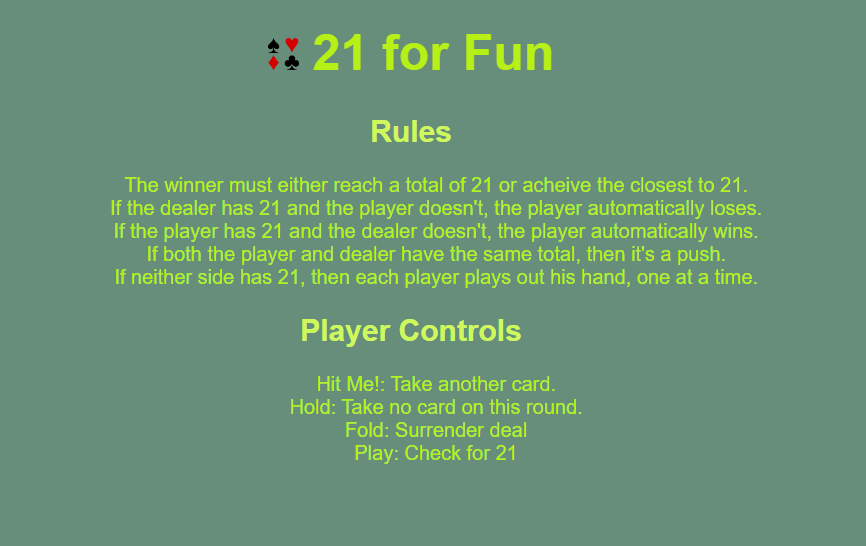 21 for Fun
Rules
The winner must either reach a total of 21 or acheive the closest to 21.
If the dealer has 21 and the player doesn't, the player automatically loses.
If the player has 21 and the dealer doesn't, the player automatically wins.
If both the player and dealer have the same total, then it's a push.
If neither side has 21, then each player plays out his hand, one at a time.
Player Controls
Hit Me!: Take another card.
Hold: Take no card on this round.
Fold: Surrender deal
Play: Check for 21